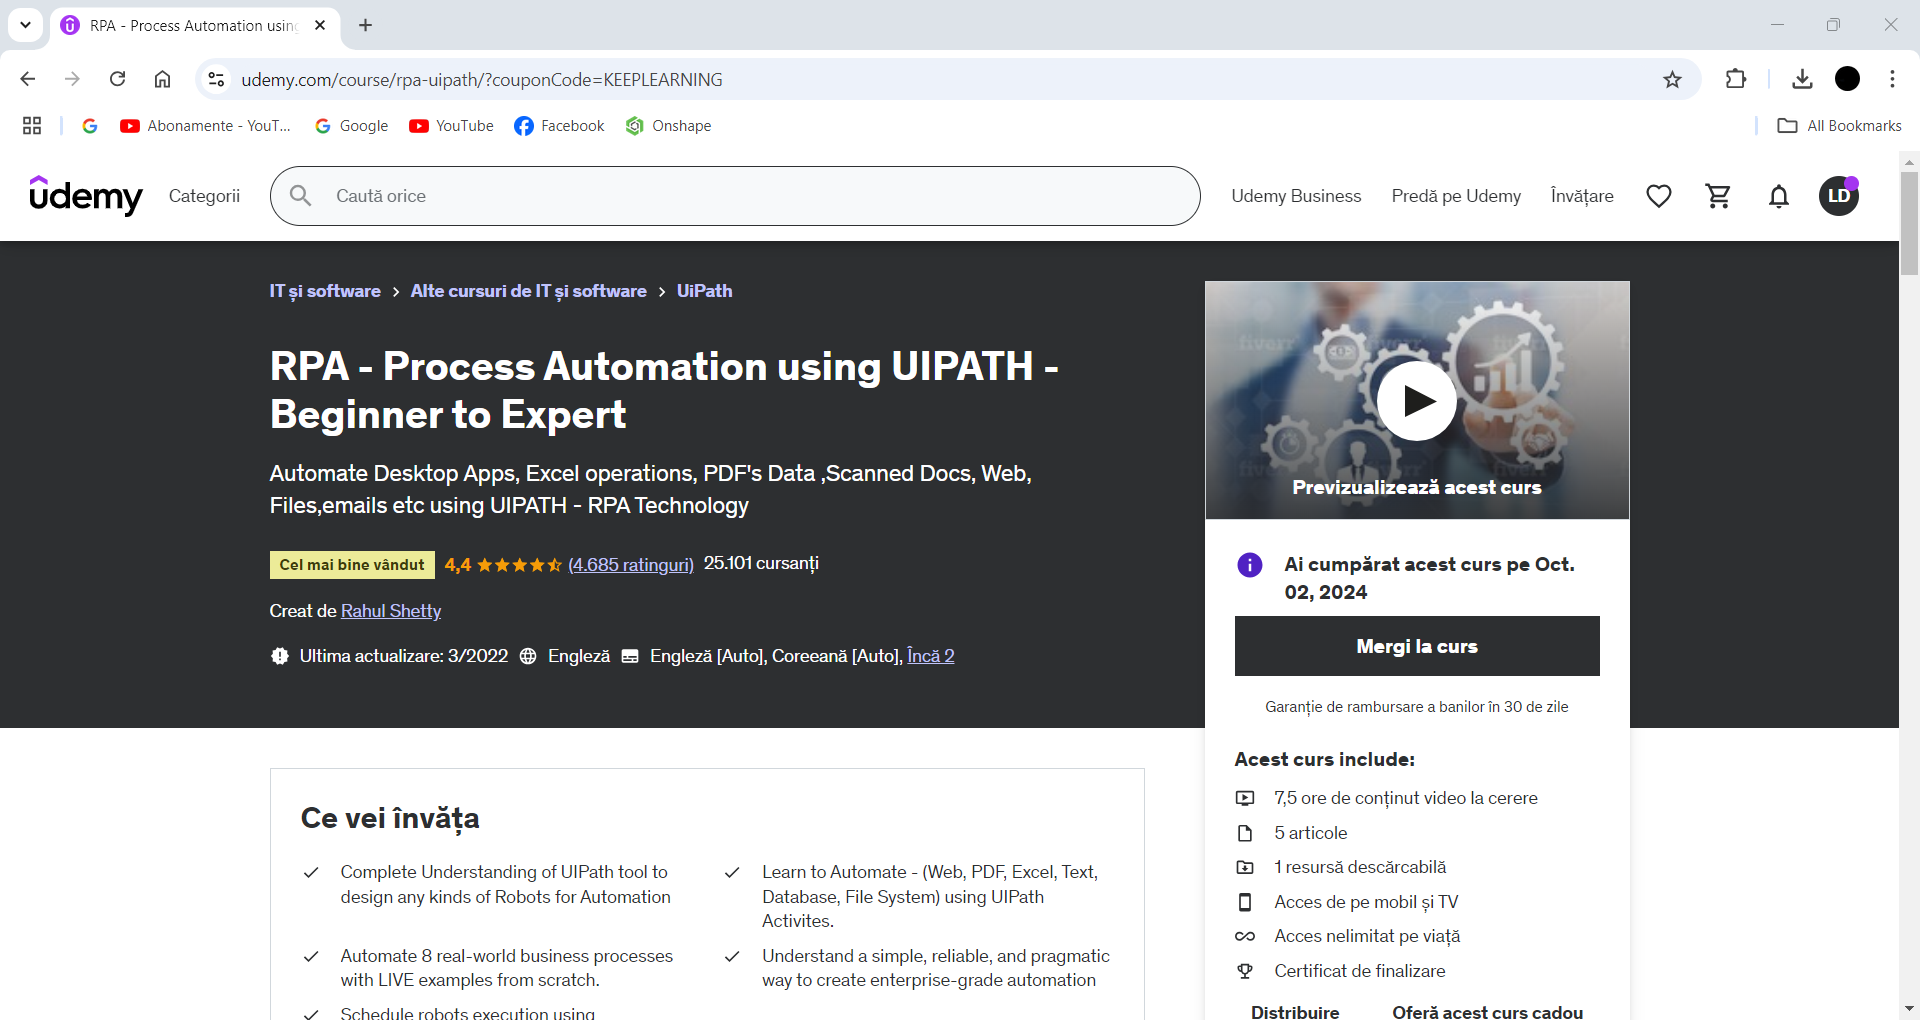 RPA - Process Automation using
udemy.com/course/rpa-uipath/?couponCode=KEEPLEARNING
Abonamente - YouT...
Google
YouTube
Facebook
Onshape
All Bookmarks
ûdemy
Categorii
Caută orice
Udemy Business
Predă pe Udemy
Învățare
LD
IT și software
Alte cursuri de IT și software
UiPath
RPA - Process Automation using UIPATH -
Beginner to Expert
Automate Desktop Apps, Excel operations, PDF's Data ,Scanned Docs, Web,
Files,emails etc using UIPATH - RPA Technology
Cel mai bine vândut 4,4 (4.685 ratinguri) 25.101 cursanți
Creat de Rahul Shetty
Ultima actualizare: 3/2022 Engleză Engleză [Auto], Coreeană [Auto], Încă 2
fiverr
fiverr
fiverr
fiverr
fiverr
Previzualizează acest curs
Ai cumpărat acest curs pe Oct.
02, 2024
Mergi la curs
Garanție de rambursare a banilor în 30 de zile
Acest curs include:
7,5 ore de conținut video la cerere
5 articole
1 resursă descărcabilă
Acces de pe mobil și TV
Acces nelimitat pe viață
Certificat de finalizare
Distribuire
Oferă acest curs cadou
Ce vei învăța
Complete Understanding of UIPath tool to
design any kinds of Robots for Automation
Learn to Automate - (Web, PDF, Excel, Text,
Database, File System) using UIPath
Activites.
Automate 8 real-world business processes
with LIVE examples from scratch.
Understand a simple, reliable, and pragmatic
way to create enterprise-grade automation
Schedule robots execution using